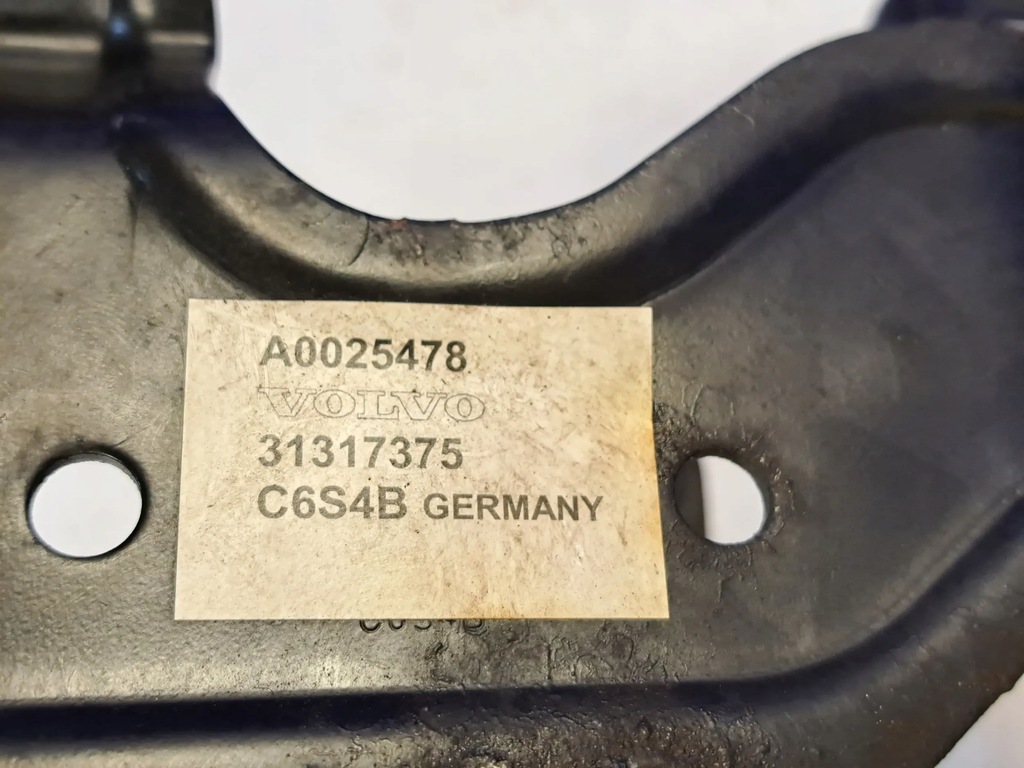 A0025478
VOLVO
31317375
C6S4B GERMANY